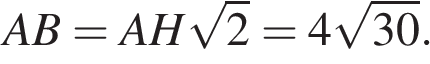 AB = AH√2 = 4√30.